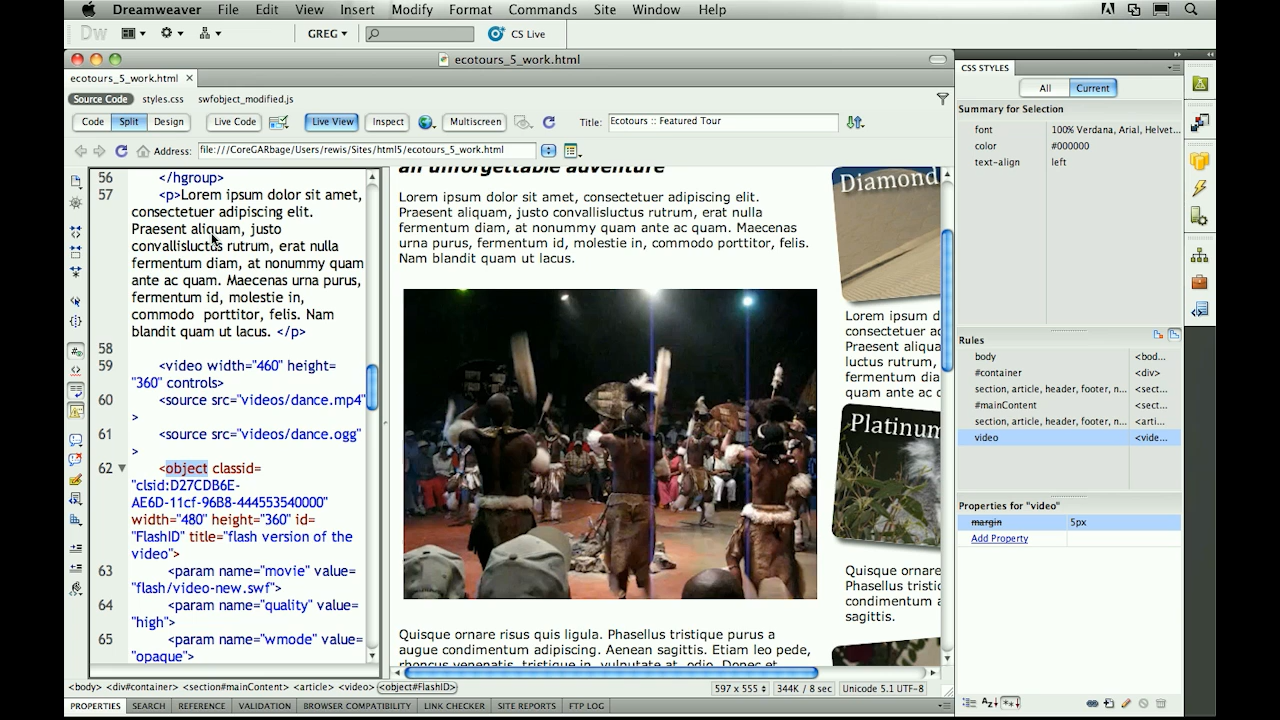 Dreamweaver File Edit View Insert Modify Format Commands Site Window Help
Dw GREG CS Live
ecotours_5_work.html
ecotours_5_work.html
Source Code styles.css swfobject_modified.js
Code Split Design Live Code Live View Inspect Multiscreen Title: Ecotours :: Featured Tour
Address: file:///CoreGARbage/Users/rewis/Sites/html5/ecotours_5_work.html
56 </hgroup>
57 <p>Lorem ipsum dolor sit amet,
consectetuer adipiscing elit.
Praesent aliquam, justo
convallisluctus rutrum, erat nulla
fermentum diam, at nonummy quam
ante ac quam. Maecenas urna purus,
fermentum id, molestie in,
commodo porttitor, felis. Nam
blandit quam ut lacus. </p>
58
59 <video width="460" height=
"360" controls>
60 <source src="videos/dance.mp4"
>
61 <source src="videos/dance.ogg"
>
62 <object classid=
"clsid:D27CDB6E-
AE6D-11cf-96B8-444553540000"
width="480" height="360" id=
"FlashID" title="flash version of the
video">
63 <param name="movie" value=
"flash/video-new.swf">
64 <param name="quality" value=
"high">
65 <param name="wmode" value=
"opaque">
an unforgettable adventure
Lorem ipsum dolor sit amet, consectetuer adipiscing elit.
Praesent aliquam, justo convallisluctus rutrum, erat nulla
fermentum diam, at nonummy quam ante ac quam. Maecenas
urna purus, fermentum id, molestie in, commodo porttitor, felis.
Nam blandit quam ut lacus.
Quisque ornare risus quis ligula. Phasellus tristique purus a
augue condimentum adipiscing. Aenean sagittis. Etiam leo pede,
rhoncus venenatis, tristique in, vulputate at, odio. Donec et
Diamond
Lorem ipsum d
consectetuer a
Praesent aliqua
luctus rutrum,
fermentum dia
quam ante ac q
Platinum
Quisque ornare
Phasellus tristi
condimentum a
sagittis.
<body> <div#container> <section#mainContent> <article> <video> <object#FlashID>
597 x 555 344K / 8 sec Unicode 5.1 UTF-8
PROPERTIES SEARCH REFERENCE VALIDATION BROWSER COMPATIBILITY LINK CHECKER SITE REPORTS FTP LOG
CSS STYLES
All Current
Summary for Selection
font 100% Verdana, Arial, Helvet...
color #000000
text-align left
Rules
body <bod...
#container <div>
section, article, header, footer, n... <sect...
#mainContent <sect...
section, article, header, footer, n... <arti...
video <vide...
Properties for "video"
margin 5px
Add Property